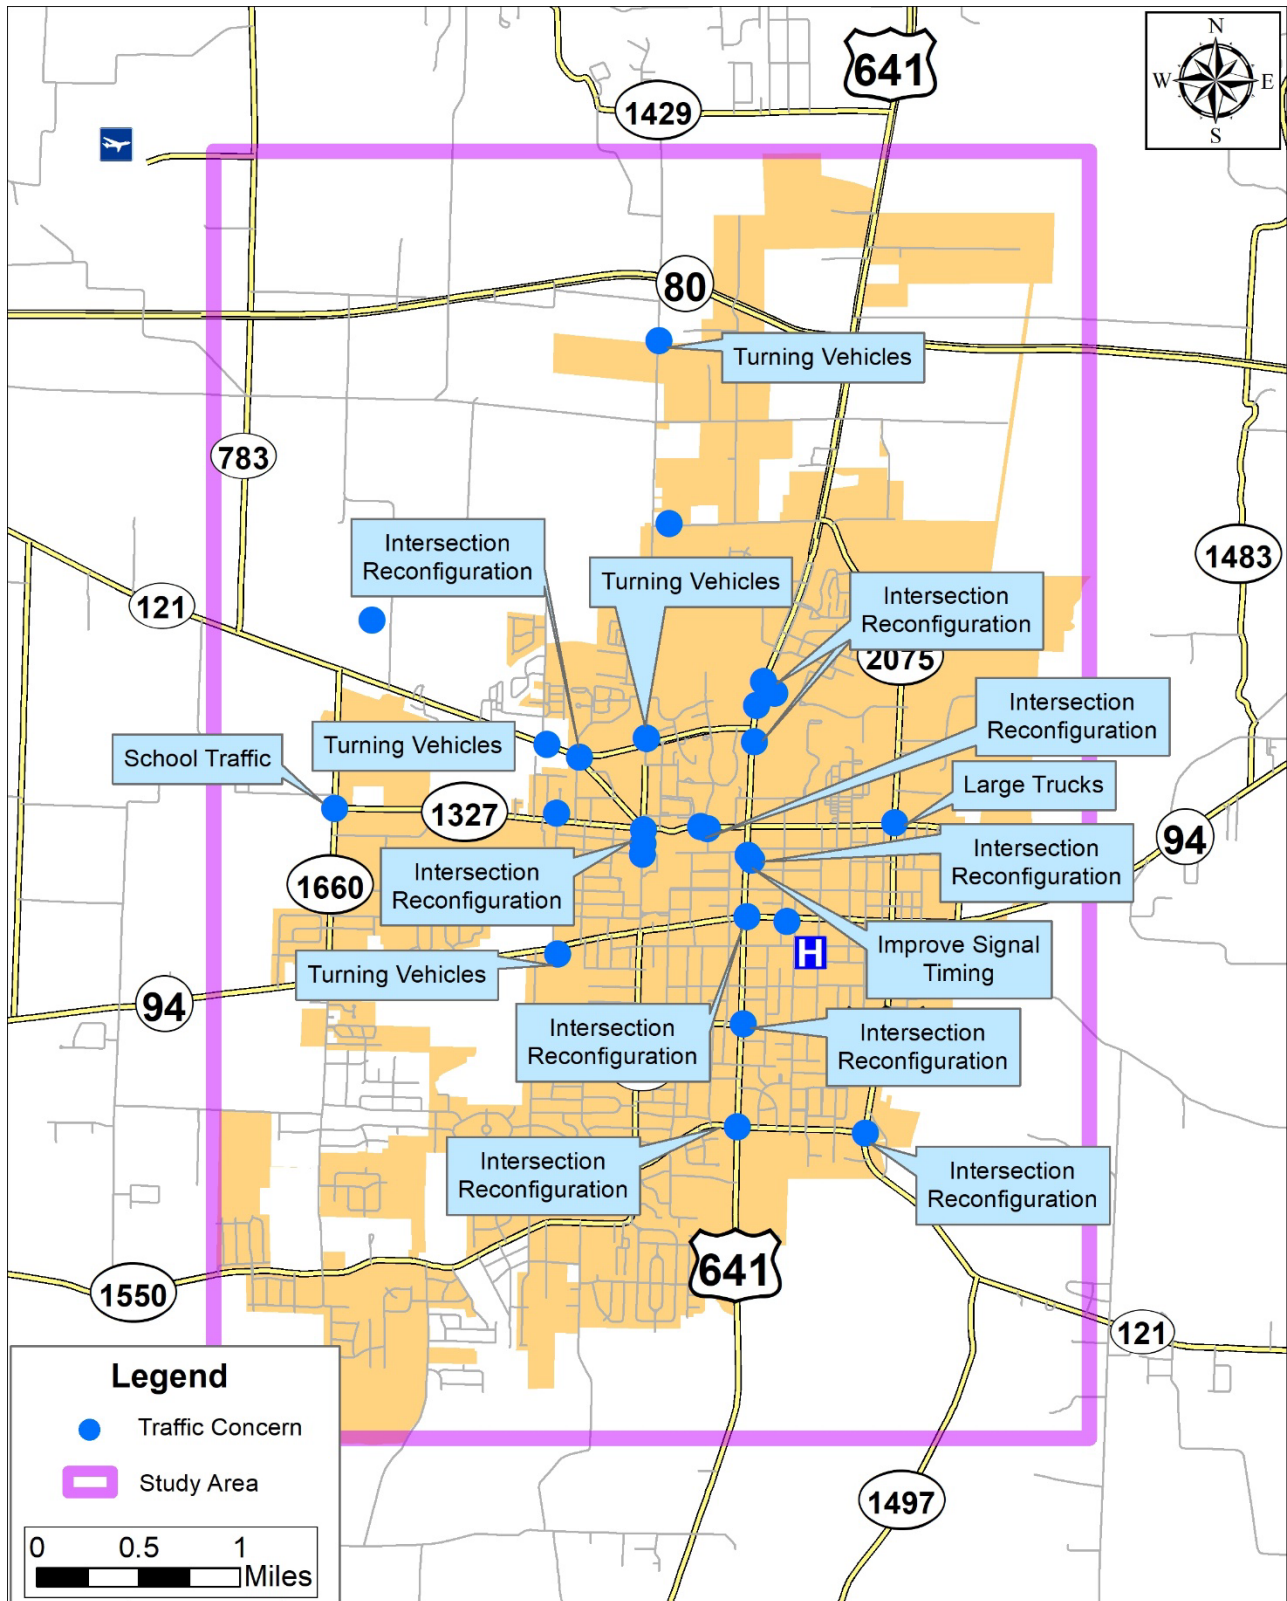 N
W E
S
641
1429
80
Turning Vehicles
783
1483
Intersection
Reconfiguration
Turning Vehicles
Intersection
Reconfiguration
121
2075
Intersection
Reconfiguration
Turning Vehicles
School Traffic
Large Trucks
1327
94
Intersection
Reconfiguration
Intersection
Reconfiguration
1660
Improve Signal
Timing
H
Turning Vehicles
94
Intersection
Reconfiguration
Intersection
Reconfiguration
Intersection
Reconfiguration
Intersection
Reconfiguration
641
1550
121
Legend
Traffic Concern
Study Area
1497
0 0.5 1
Miles